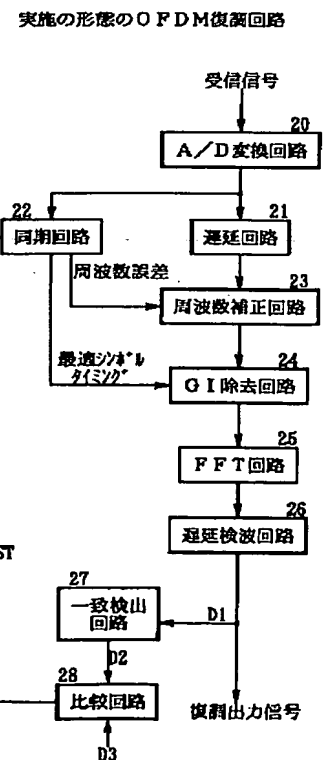 実施の形態のOFDM復調回路
受信信号
20
A/D変換回路
22
同期回路
21
遅延回路
周波数誤差
23
周波数補正回路
最適シンボル
タイミング
24
GI除去回路
25
FFT回路
26
遅延検波回路
ST
27
一致検出
回路
D1
D2
28
比較回路
復調出力信号
D3